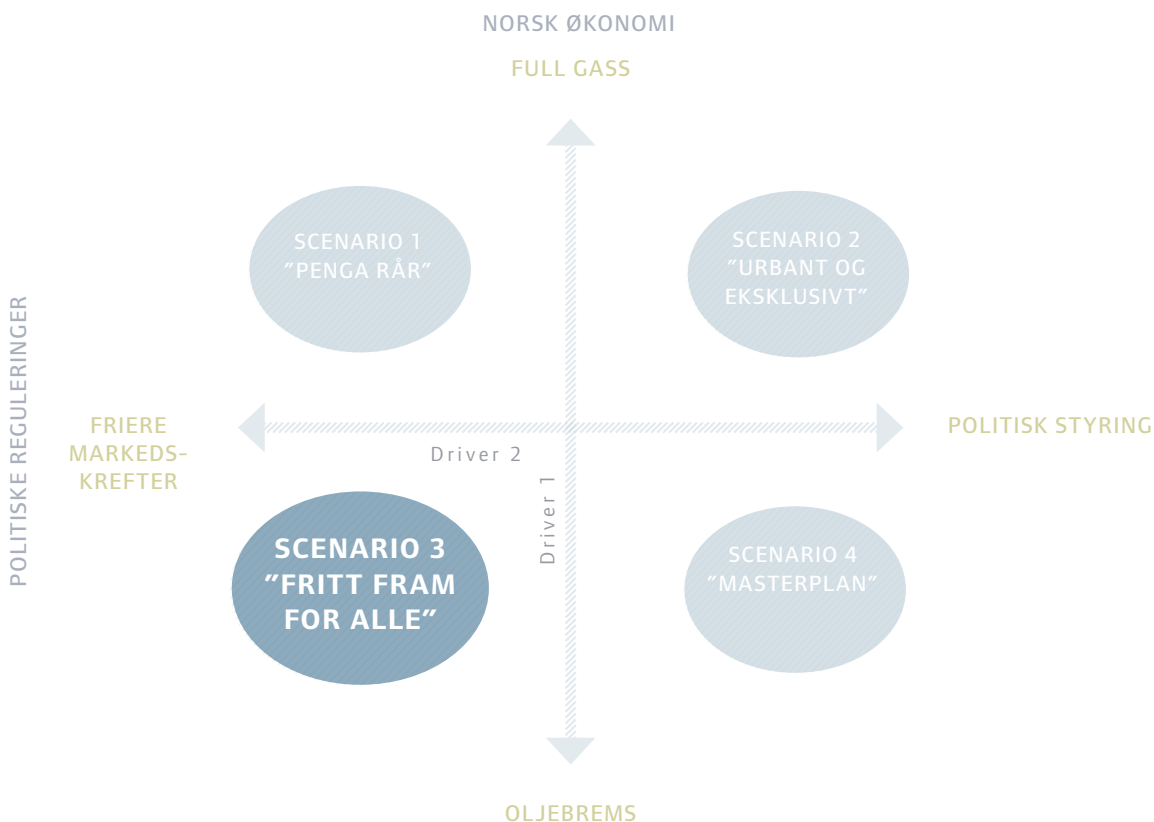 NORSK ØKONOMI
FULL GASS
SCENARIO 1
”PENGA RÅR”
SCENARIO 2
”URBANT OG
EKSKLUSIVT”
POLITISKE REGULERINGER
FRIERE
MARKEDS-
KREFTER
POLITISK STYRING
Driver 2
Driver 1
SCENARIO 3
”FRITT FRAM
FOR ALLE”
SCENARIO 4
”MASTERPLAN”
OLJEBREMS